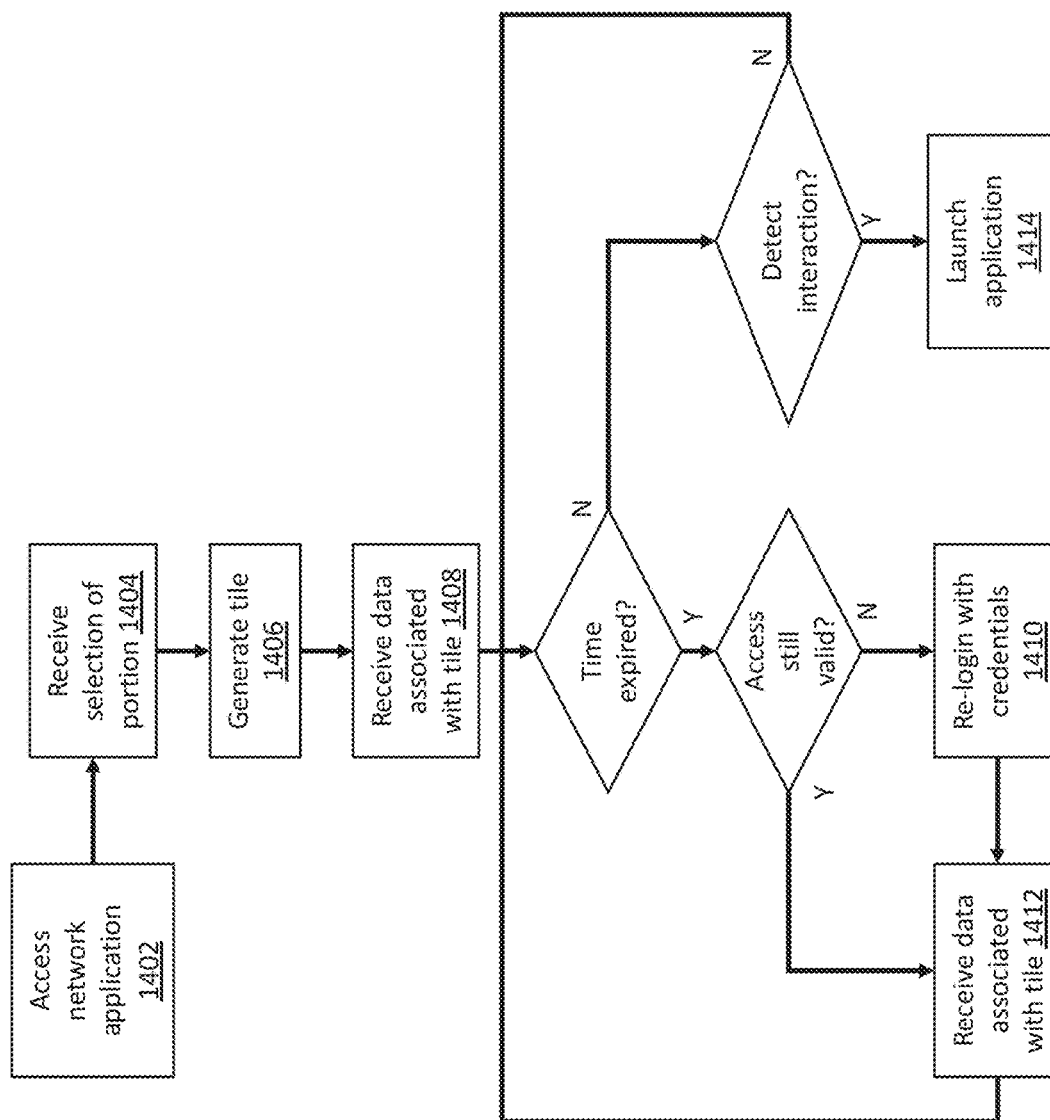 Access
network
application
1402
Receive
selection of
portion 1404
Generate tile
1406
Receive data
associated
with tile 1408
Time
expired?
N
Y
Access
still
valid?
Y
N
Re-login with
credentials
1410
Receive data
associated
with tile 1412
Detect
interaction?
N
Y
Launch
application
1414